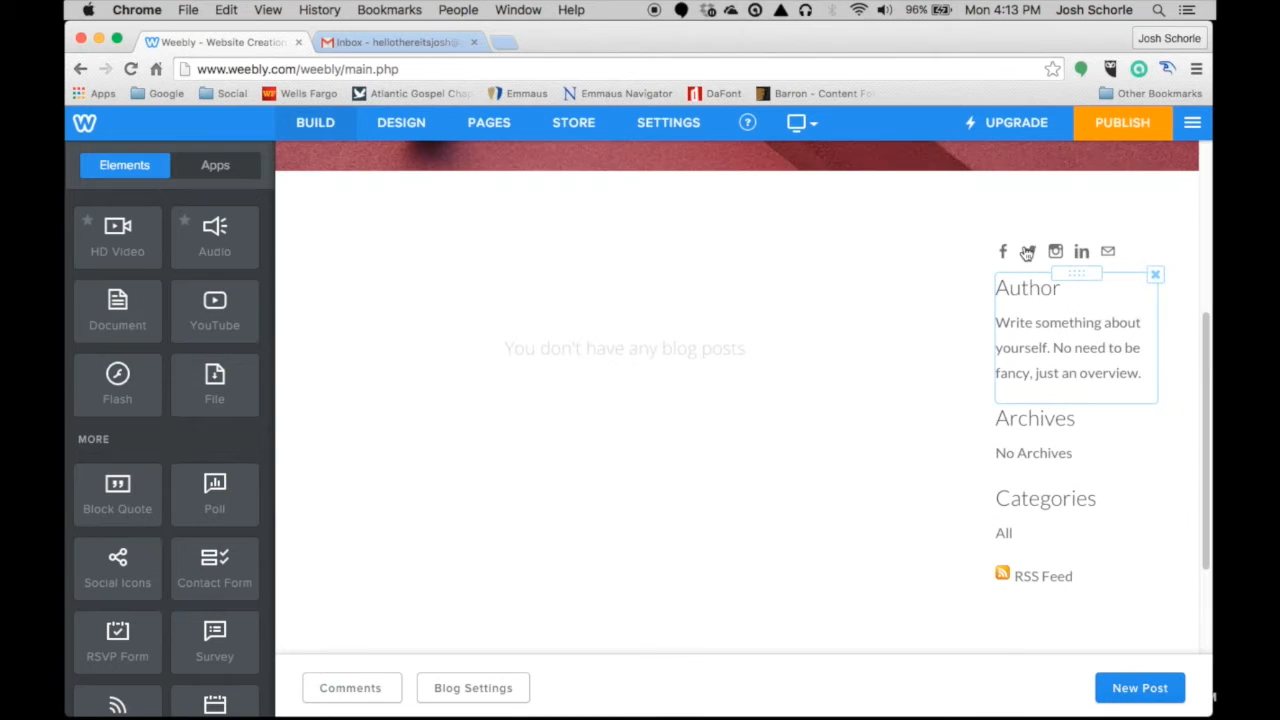 Chrome File Edit View History Bookmarks People Window Help 96% Mon 4:13 PM Josh Schorle
Weebly - Website Creation
Inbox - hellothereitsjosh@
Josh Schorle
www.weebly.com/weebly/main.php
Apps Google Social Wells Fargo Atlantic Gospel Emmaus Emmaus Navigator DaFont Barron - Content Other Bookmarks
BUILD DESIGN PAGES STORE SETTINGS ? UPGRADE PUBLISH
Elements Apps
HD Video Audio
Document YouTube
Flash File
MORE
Block Quote Poll
Social Icons Contact Form
RSVP Form Survey
You don't have any blog posts
Author
Write something about
yourself. No need to be
fancy, just an overview.
Archives
No Archives
Categories
All
RSS Feed
Comments Blog Settings New Post